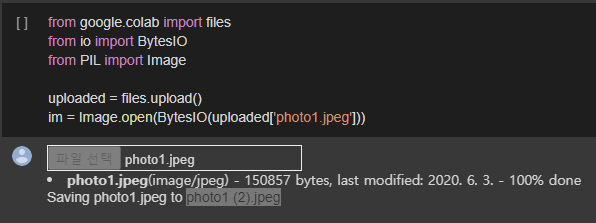 [ ] from google.colab import files
from io import BytesIO
from PIL import Image
uploaded = files.upload()
im = Image.open(BytesIO(uploaded['photo1.jpeg']))
파일 선택 photo1.jpeg
• photo1.jpeg(image/jpeg) - 150857 bytes, last modified: 2020. 6. 3. - 100% done
Saving photo1.jpeg to photo1 (2).jpeg